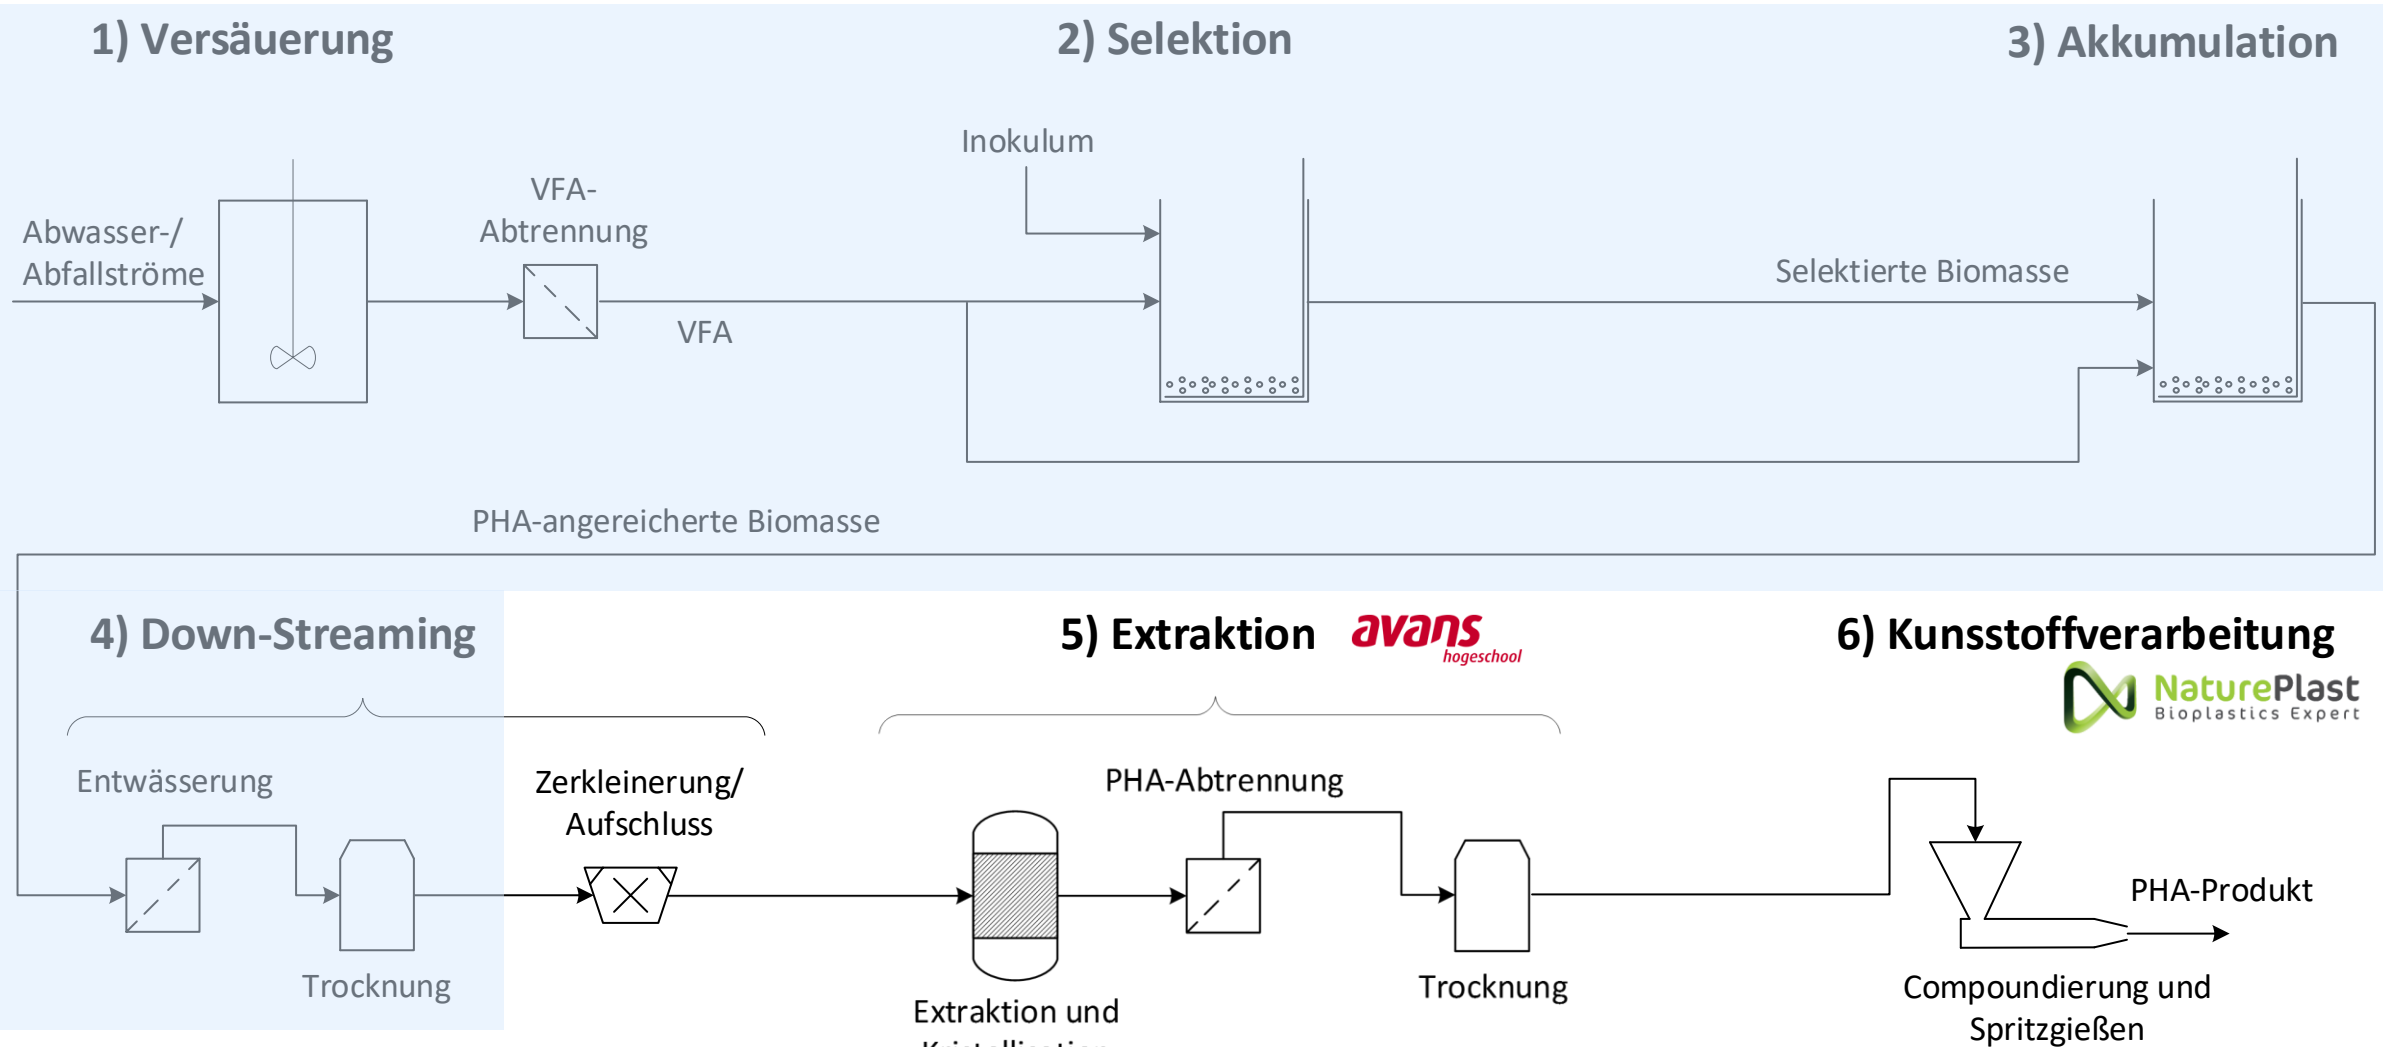 1) Versäuerung
2) Selektion
3) Akkumulation
Inokulum
VFA-
Abtrennung
Abwasser-/
Abfallströme
VFA
Selektierte Biomasse
PHA-angereicherte Biomasse
4) Down-Streaming
5) Extraktion
avans
hogeschool
6) Kunsstoffverarbeitung
NaturePlast
Bioplastics Expert
Entwässerung
Zerkleinerung/
Aufschluss
PHA-Abtrennung
PHA-Produkt
Trocknung
Extraktion und
Trocknung
Compoundierung und
Spritzgießen